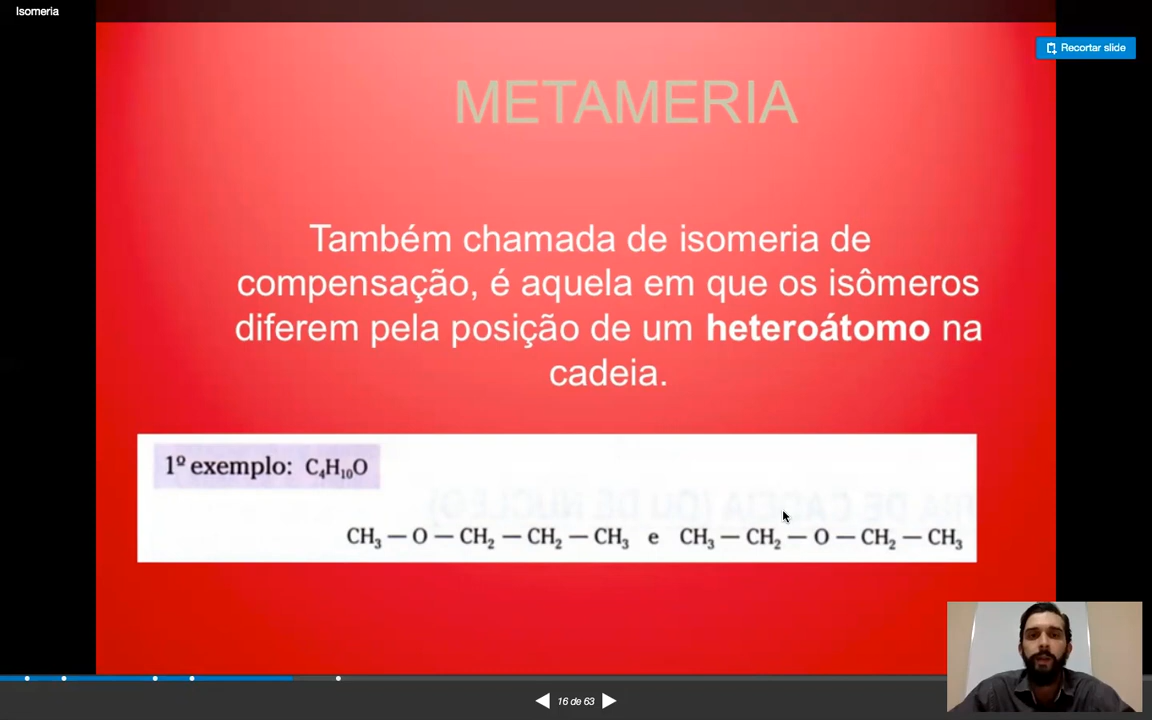 Isomeria
Recortar slide
METAMERIA
Também chamada de isomeria de
compensação, é aquela em que os isômeros
diferem pela posição de um heteroátomo na
cadeia.
1º exemplo: C₄H₁₀O
CH₃ — O — CH₂ — CH₂ — CH₃ e CH₃ — CH₂ — O — CH₂ — CH₃
16 de 63